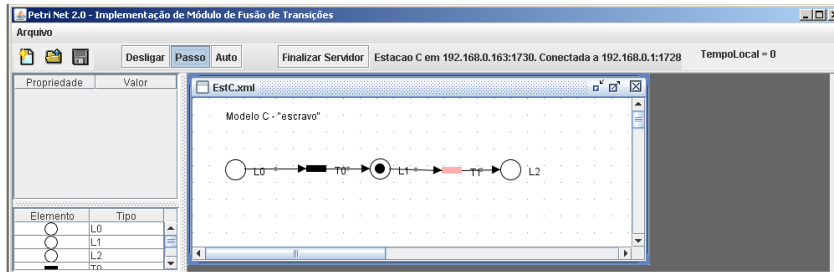 Petri Net 2.0 - Implementação de Módulo de Fusão de Transições
Arquivo
Desligar Passo Auto Finalizar Servidor Estacao C em 192.168.0.163:1730. Conectada a 192.168.0.1:1728 TempoLocal = 0
Propriedade Valor
EstC.xml
Modelo C - "escravo"
L0 T0 L1 T1 L2
Elemento Tipo
L0
L1
L2
T0